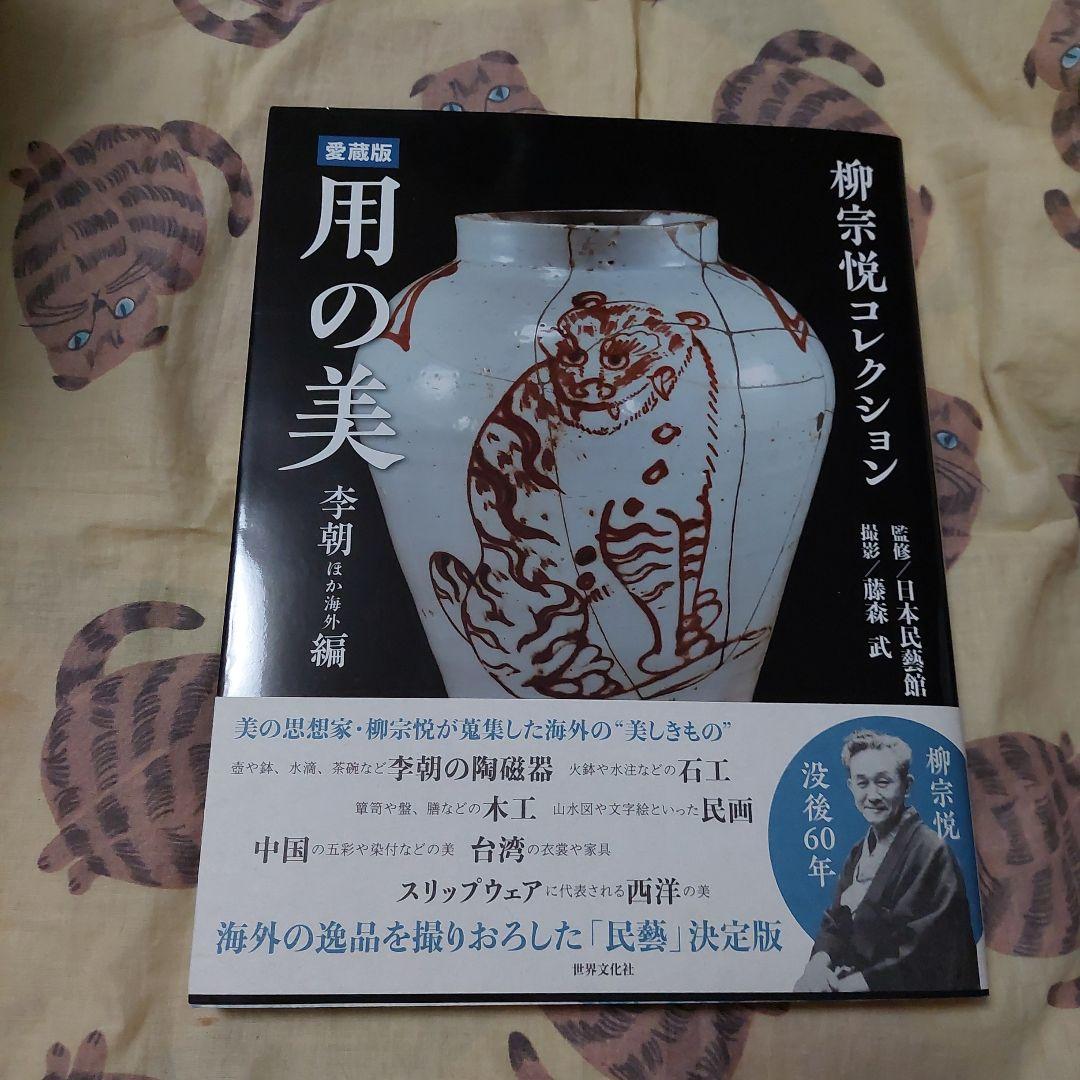 柳宗悦コレクション
監修/日本民藝館
撮影/藤森 武
愛蔵版
用の美
李朝ほか海外編
美の思想家・柳宗悦が蒐集した海外の“美しきもの”
壺や鉢、水滴、茶碗など李朝の陶磁器 火鉢や水注などの石工
簞笥や盤、膳などの木工 山水図や文字絵といった民画
中国の五彩や染付などの美 台湾の衣裳や家具
スリップウェアに代表される西洋の美
海外の逸品を撮りおろした「民藝」決定版
世界文化社
柳宗悦
没後60年